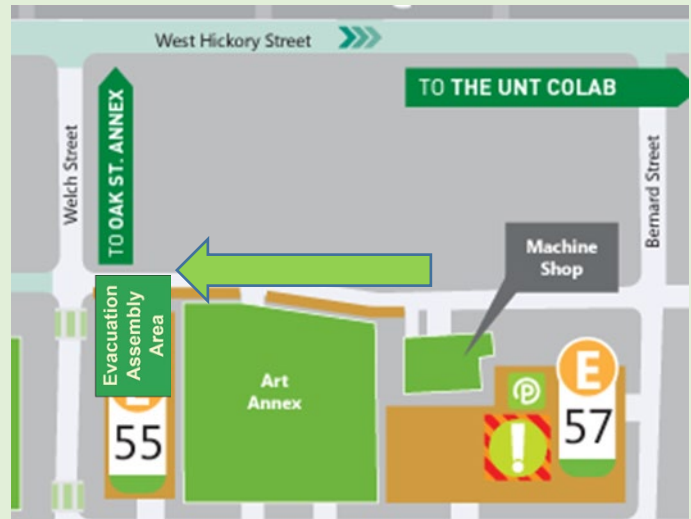 West Hickory Street
TO THE UNT COLAB
TO OAK ST. ANNEX
Welch Street
Bernard Street
Machine
Shop
Evacuation
Assembly
Area
Art
Annex
P
E
!
55
57